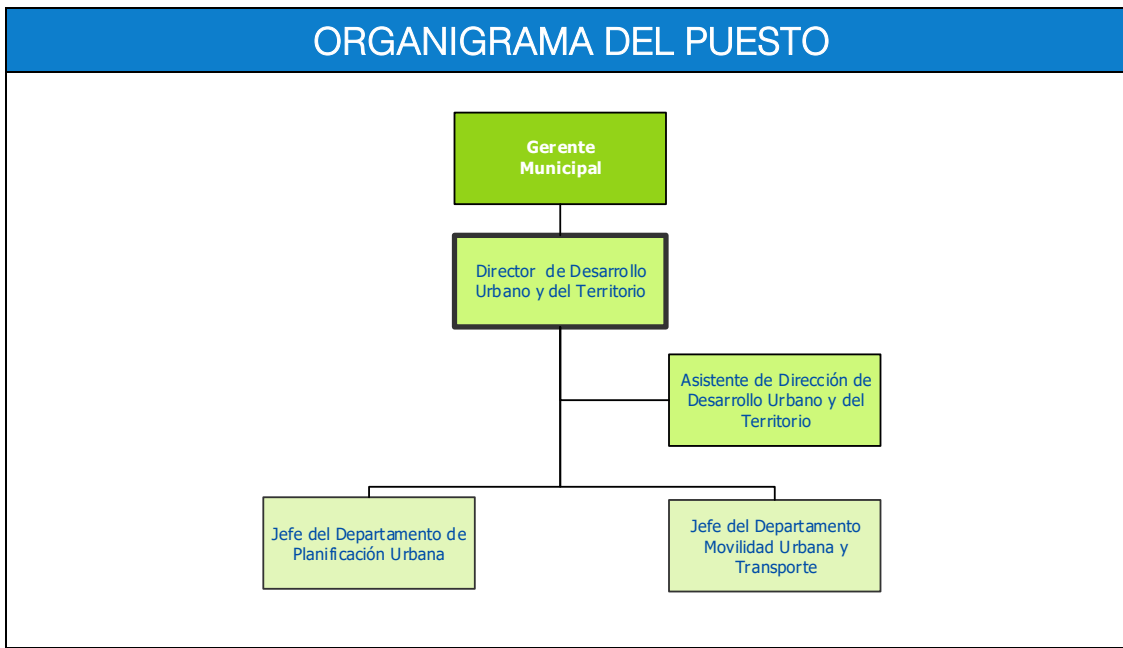 ORGANIGRAMA DEL PUESTO
Gerente
Municipal
Director de Desarrollo
Urbano y del Territorio
Asistente de Dirección de
Desarrollo Urbano y del
Territorio
Jefe del Departamento de
Planificación Urbana
Jefe del Departamento
Movilidad Urbana y
Transporte